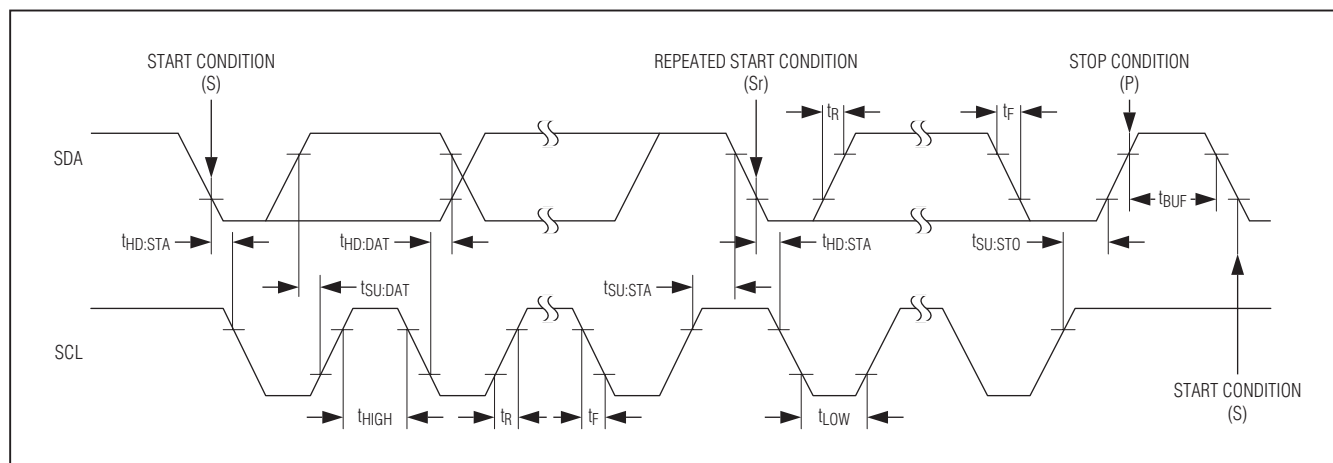 START CONDITION
(S)
REPEATED START CONDITION
(Sr)
STOP CONDITION
(P)
tR
tF
SDA
tBUF
tHD:STA
tHD:DAT
tHD:STA
tSU:STO
tSU:DAT
tSU:STA
SCL
tHIGH
tR
tF
tLOW
START CONDITION
(S)